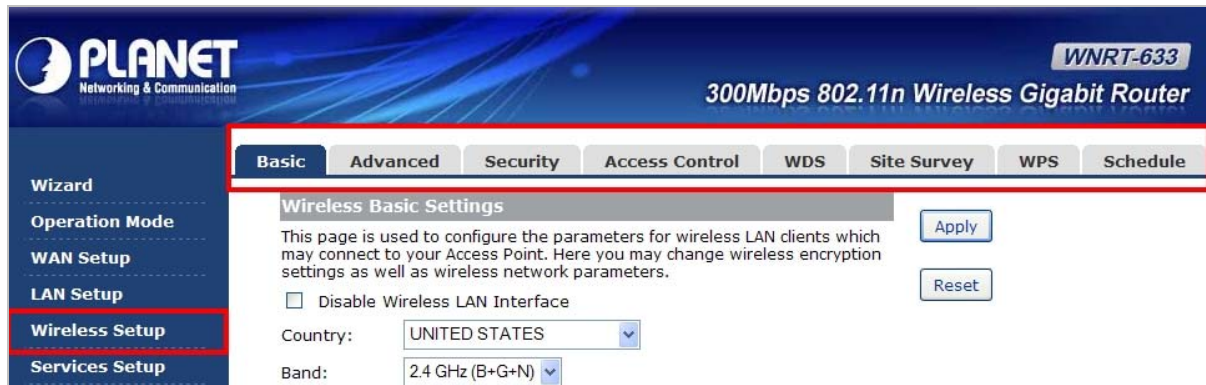 PLANET
Networking & Communication
WNRT-633
300Mbps 802.11n Wireless Gigabit Router
Basic Advanced Security Access Control WDS Site Survey WPS Schedule
Wizard
Operation Mode
WAN Setup
LAN Setup
Wireless Setup
Services Setup
Wireless Basic Settings
This page is used to configure the parameters for wireless LAN clients which
may connect to your Access Point. Here you may change wireless encryption
settings as well as wireless network parameters.
Disable Wireless LAN Interface
Country: UNITED STATES
Band: 2.4 GHz (B+G+N)
Apply
Reset